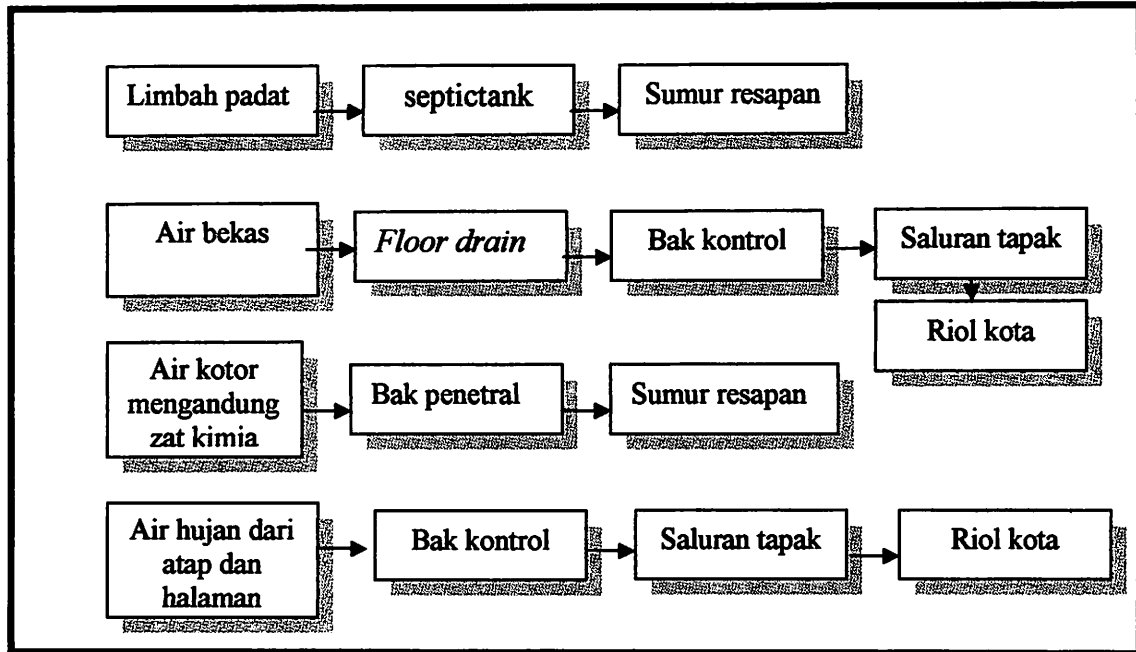 Limbah padat
septictank
Sumur resapan
Air bekas
Floor drain
Bak kontrol
Saluran tapak
Riol kota
Air kotor
mengandung
zat kimia
Bak penetral
Sumur resapan
Air hujan dari
atap dan
halaman
Bak kontrol
Saluran tapak
Riol kota